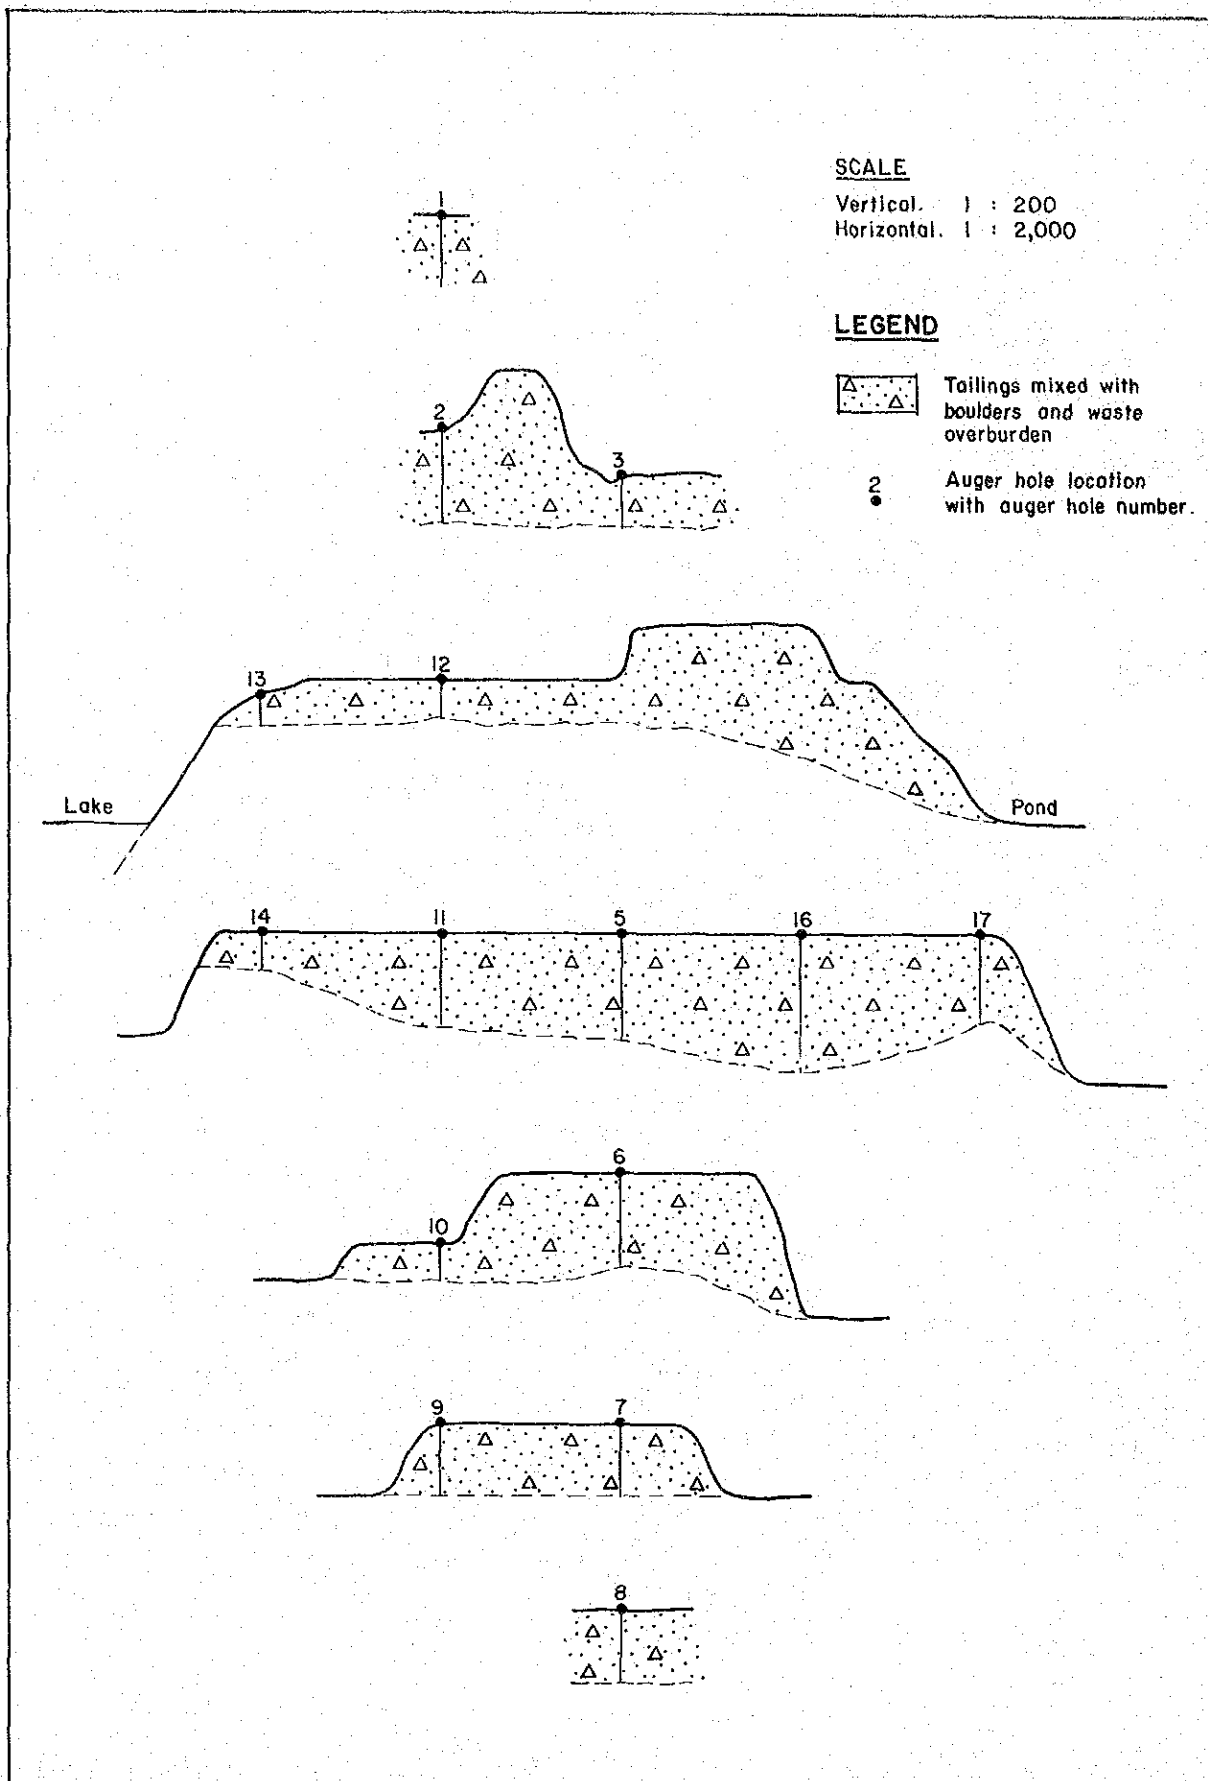 SCALE
Vertical. 1 : 200
Horizontal. 1 : 2,000
LEGEND
Tailings mixed with
boulders and waste
overburden
2
Auger hole location
with auger hole number.
2
3
12
13
Lake
Pond
14 11 5 16 17
6
10
9 7
8